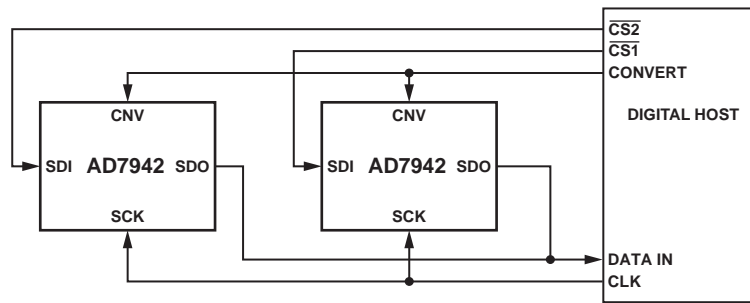 CS2
CS1
CONVERT
DIGITAL HOST
CNV
CNV
SDI AD7942 SDO
SDI AD7942 SDO
SCK
SCK
DATA IN
CLK